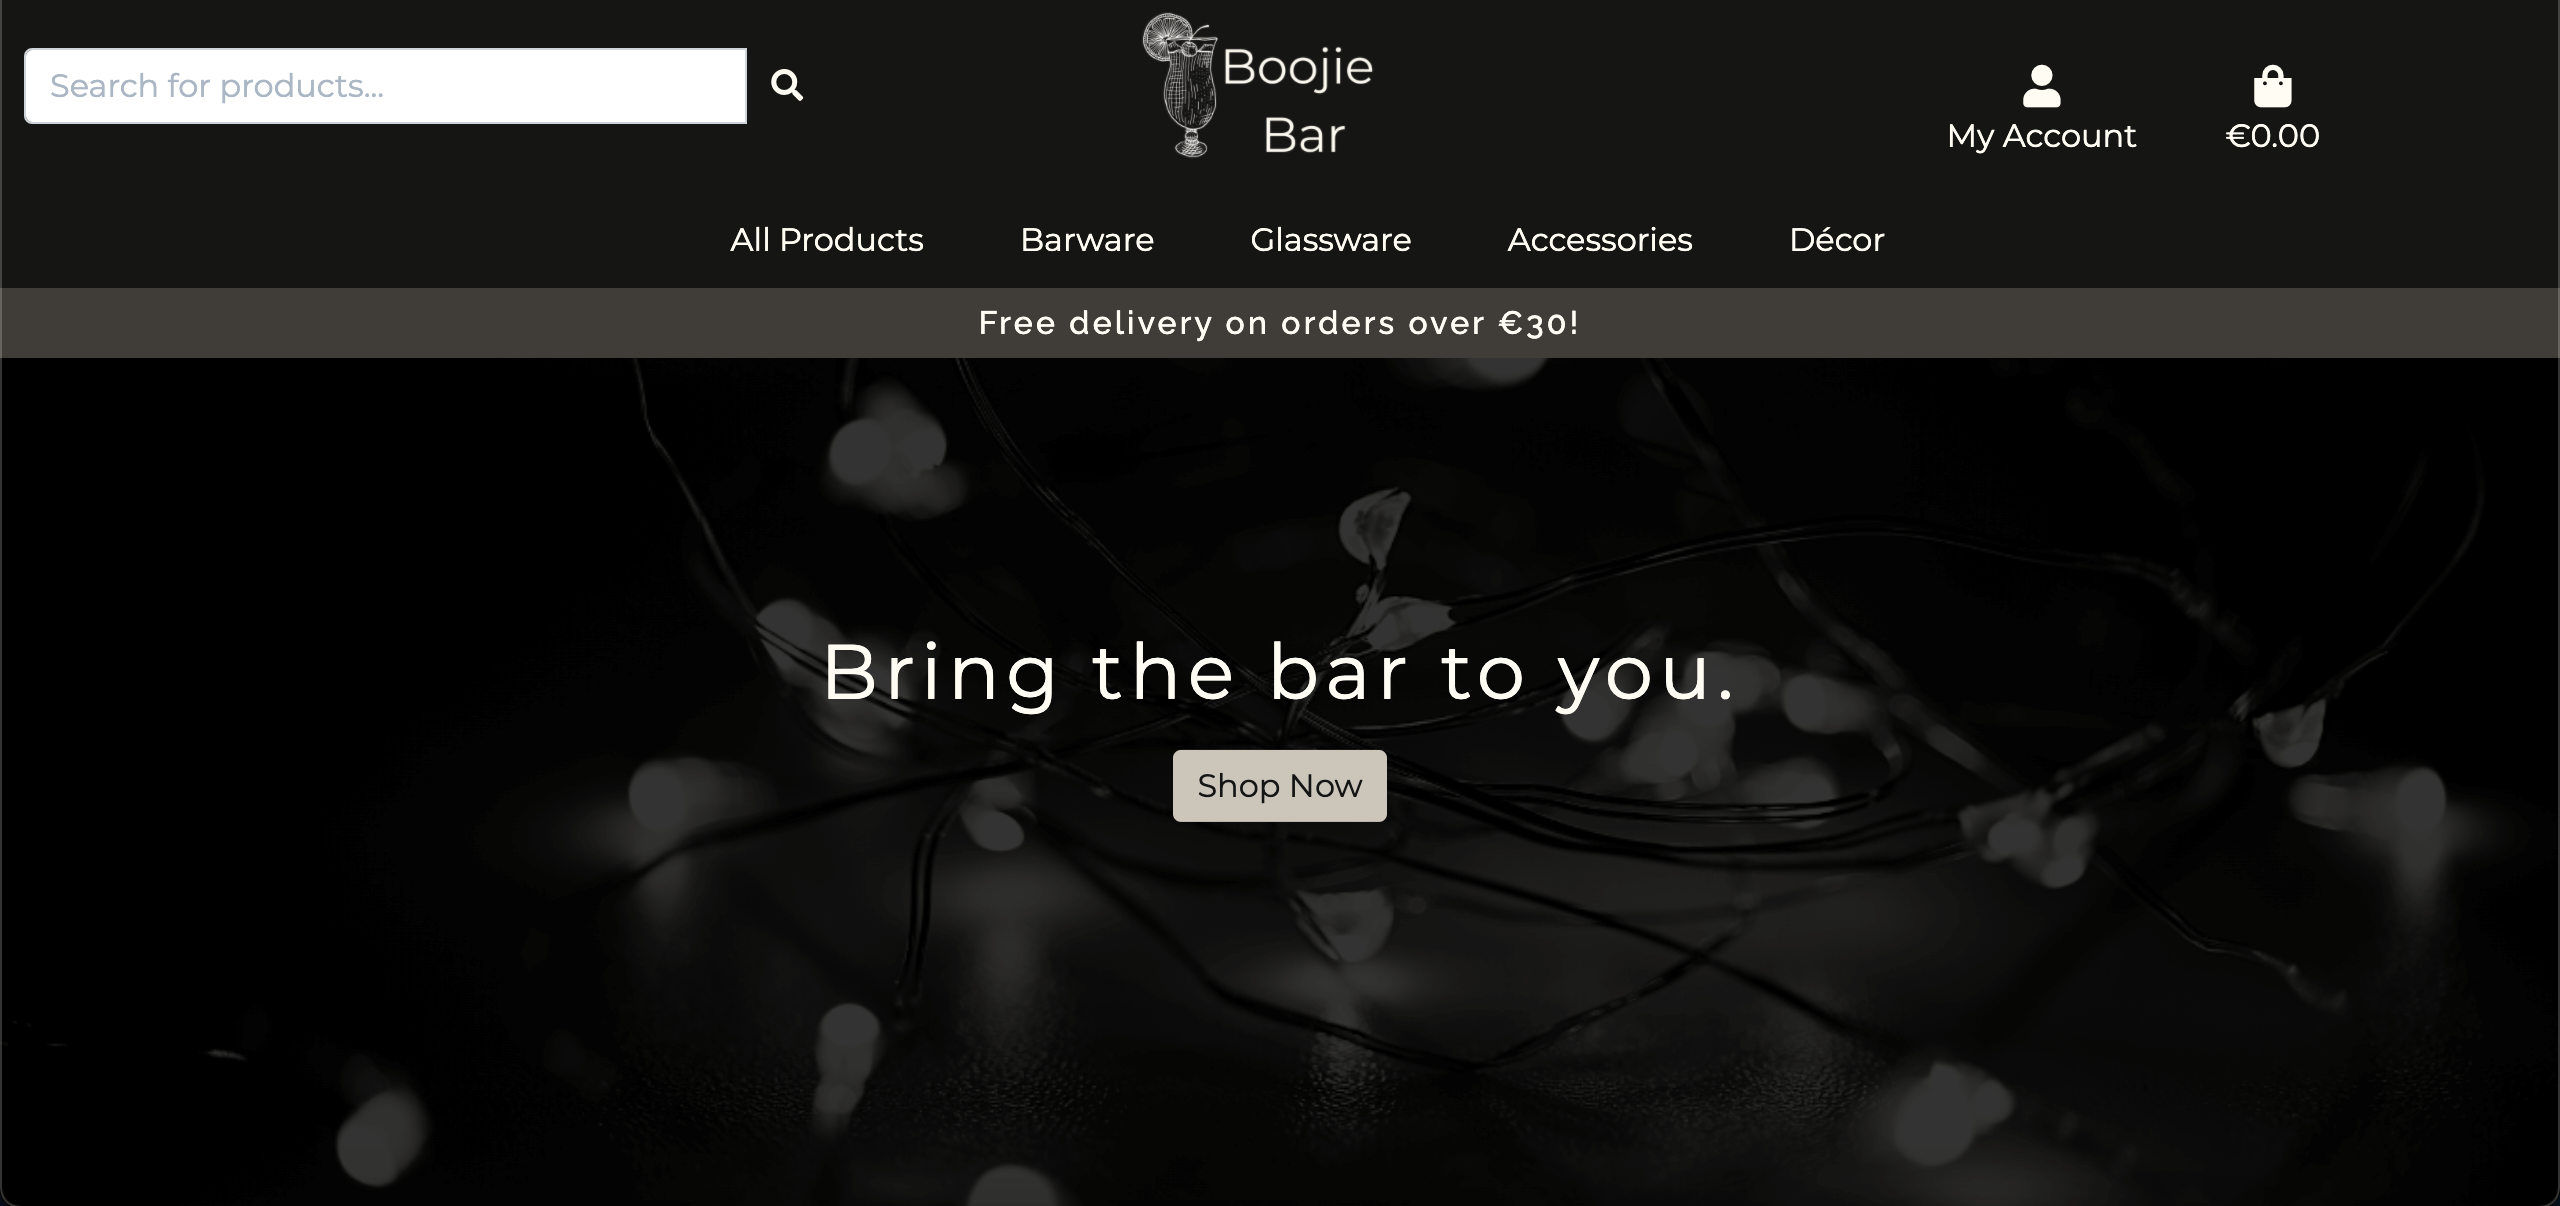 Search for products...
Boojie
Bar
My Account
€0.00
All Products
Barware
Glassware
Accessories
Décor
Free delivery on orders over €30!
Bring the bar to you.
Shop Now